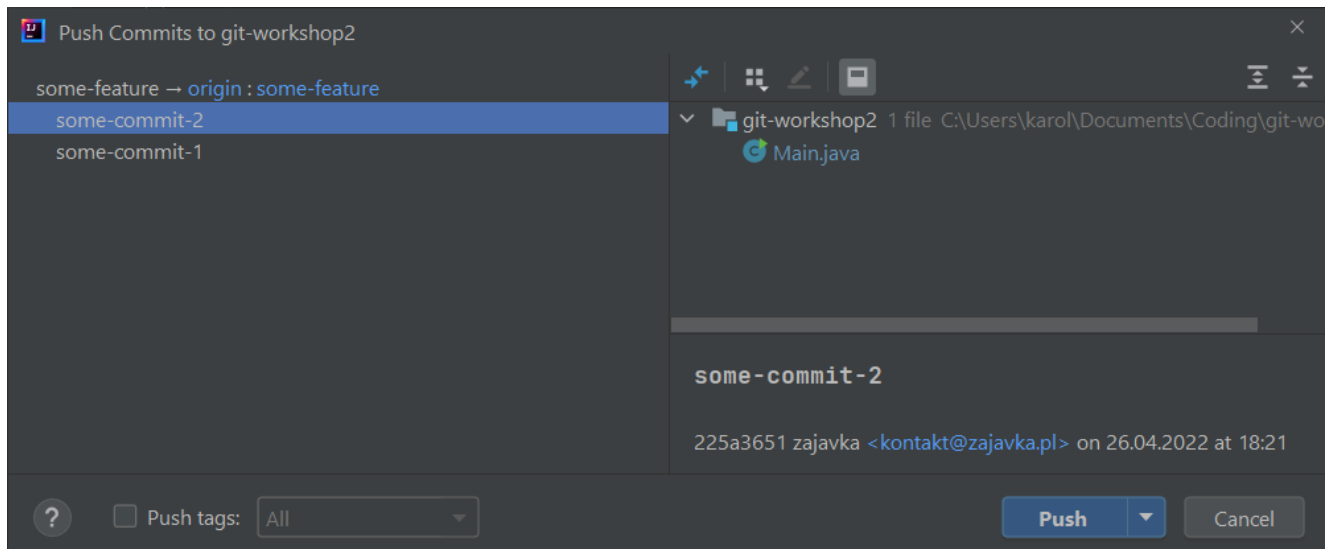 Push Commits to git-workshop2
some-feature → origin : some-feature
some-commit-2
some-commit-1
git-workshop2 1 file C:\Users\karol\Documents\Coding\git-wo
Main.java
some-commit-2
225a3651 zajavka <kontakt@zajavka.pl> on 26.04.2022 at 18:21
? Push tags: All Push Cancel